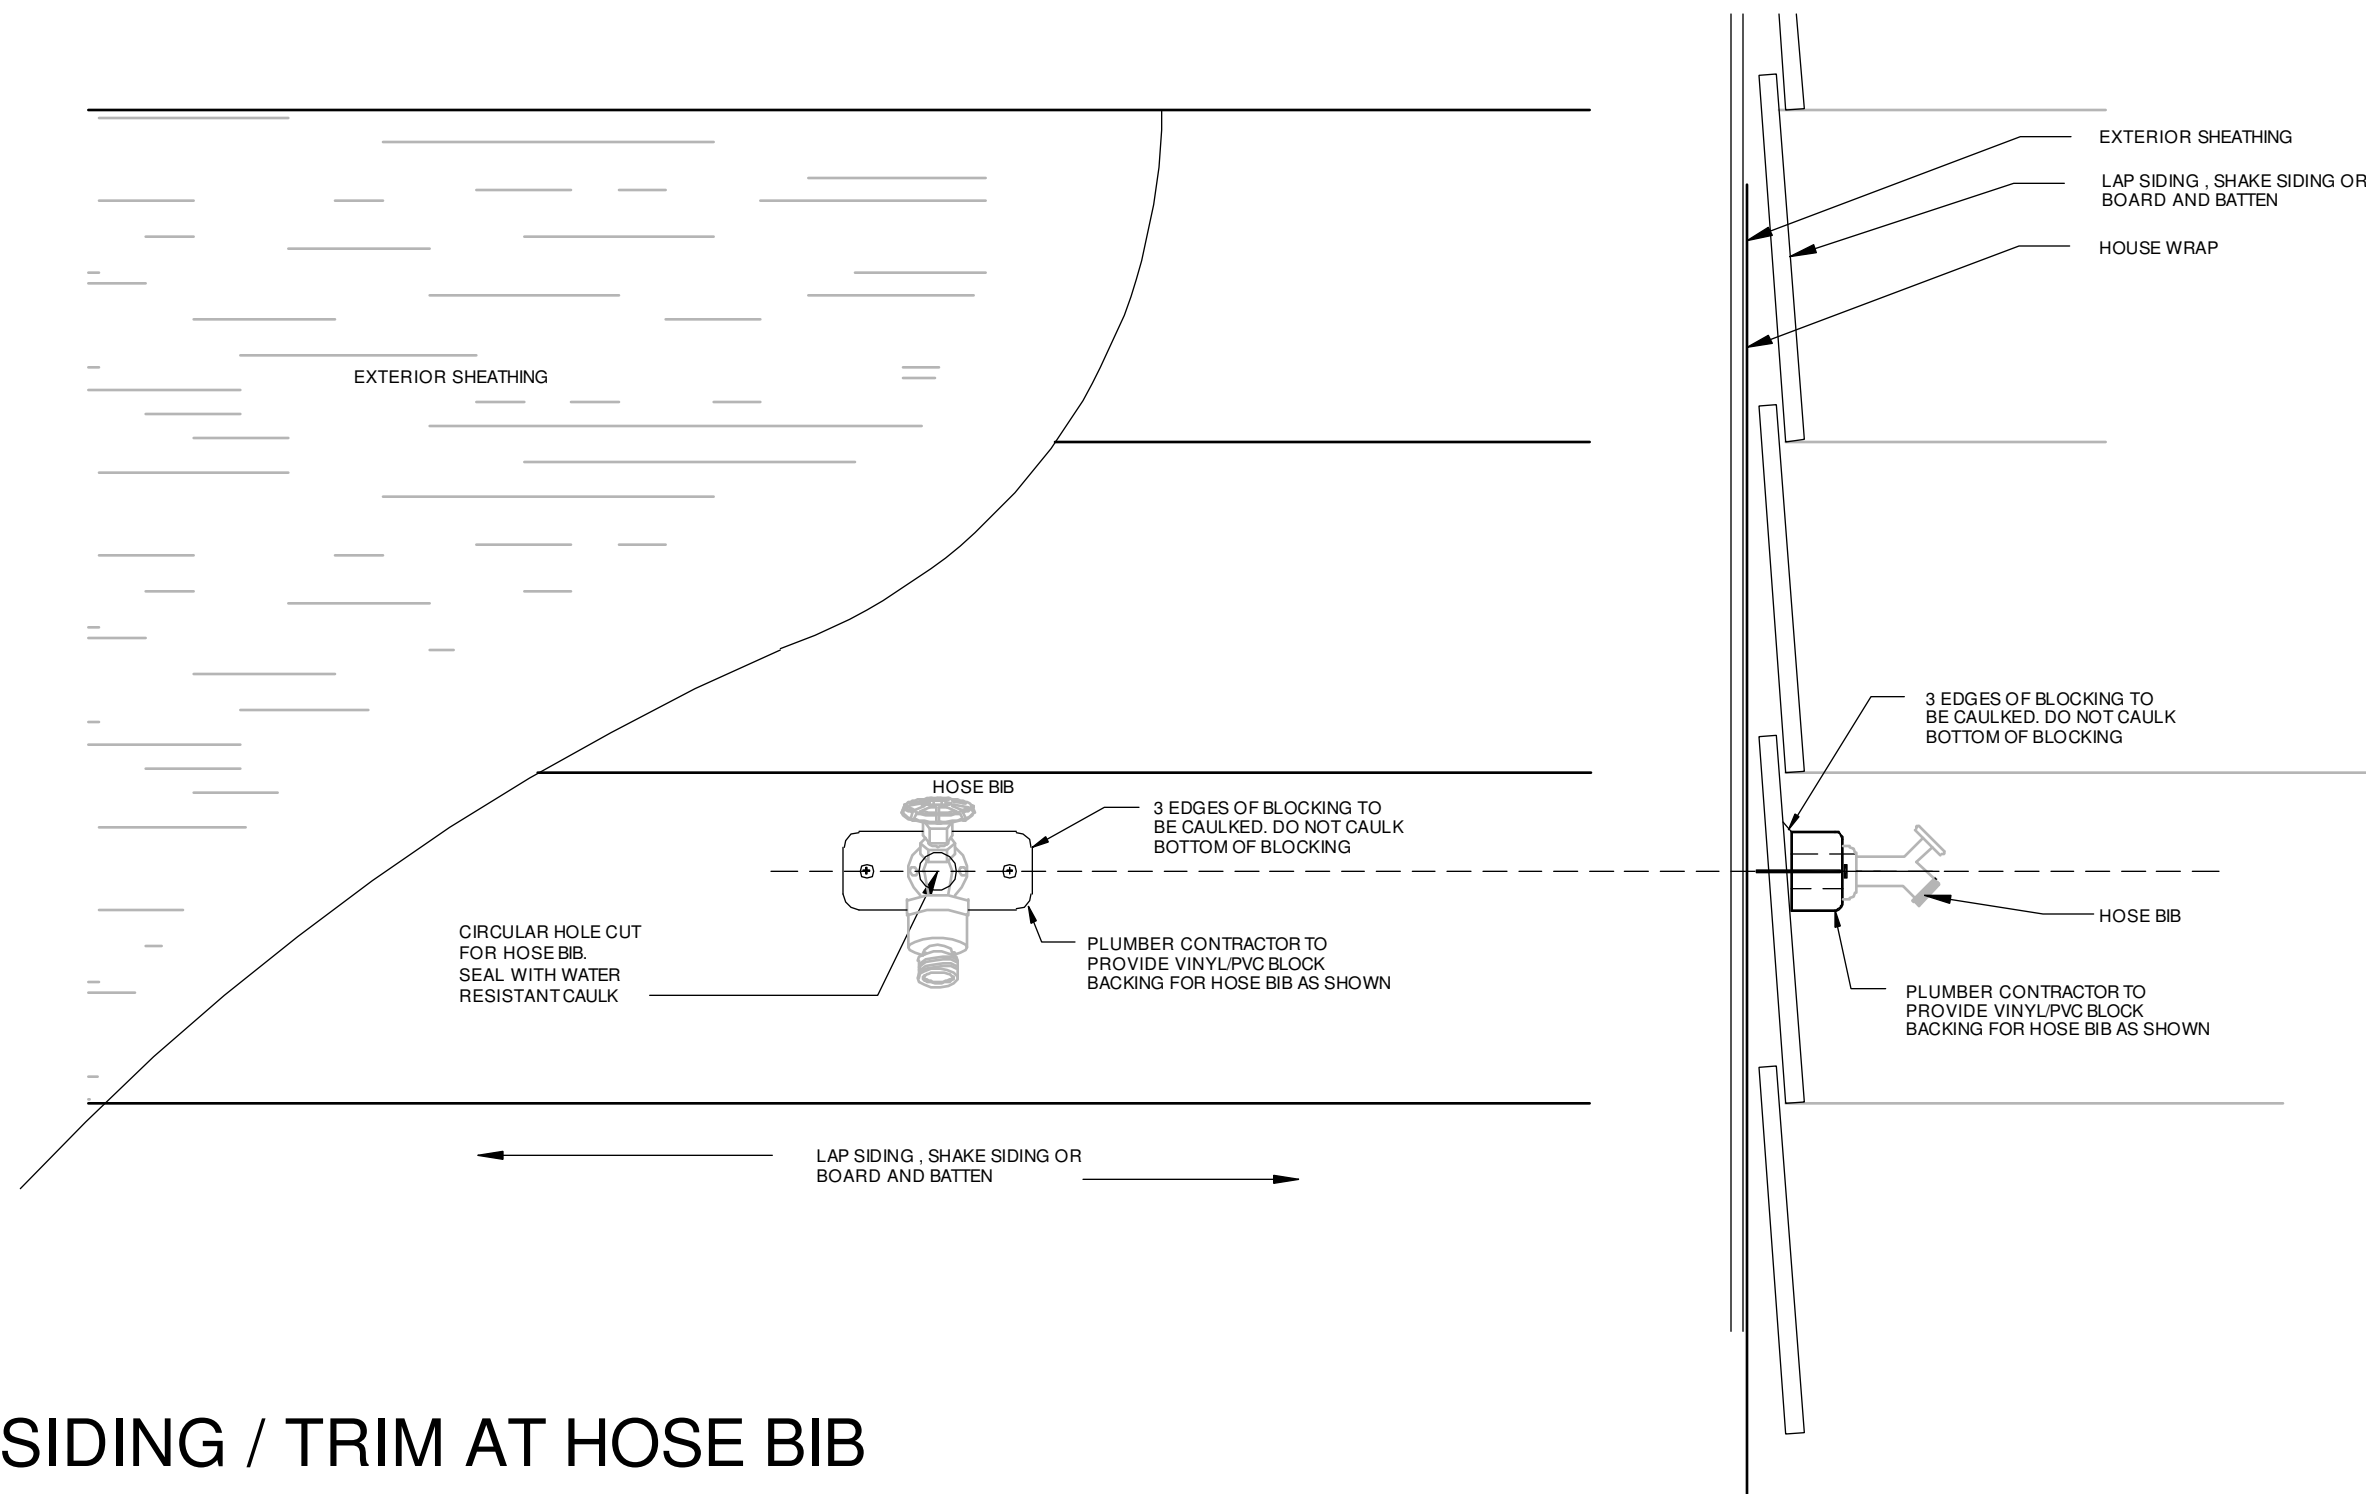 EXTERIOR SHEATHING
LAP SIDING , SHAKE SIDING OR
BOARD AND BATTEN
HOUSE WRAP
EXTERIOR SHEATHING
3 EDGES OF BLOCKING TO
BE CAULKED. DO NOT CAULK
BOTTOM OF BLOCKING
HOSE BIB
3 EDGES OF BLOCKING TO
BE CAULKED. DO NOT CAULK
BOTTOM OF BLOCKING
CIRCULAR HOLE CUT
FOR HOSE BIB.
SEAL WITH WATER
RESISTANT CAULK
PLUMBER CONTRACTOR TO
PROVIDE VINYL/PVC BLOCK
BACKING FOR HOSE BIB AS SHOWN
HOSE BIB
PLUMBER CONTRACTOR TO
PROVIDE VINYL/PVC BLOCK
BACKING FOR HOSE BIB AS SHOWN
LAP SIDING , SHAKE SIDING OR
BOARD AND BATTEN
SIDING / TRIM AT HOSE BIB